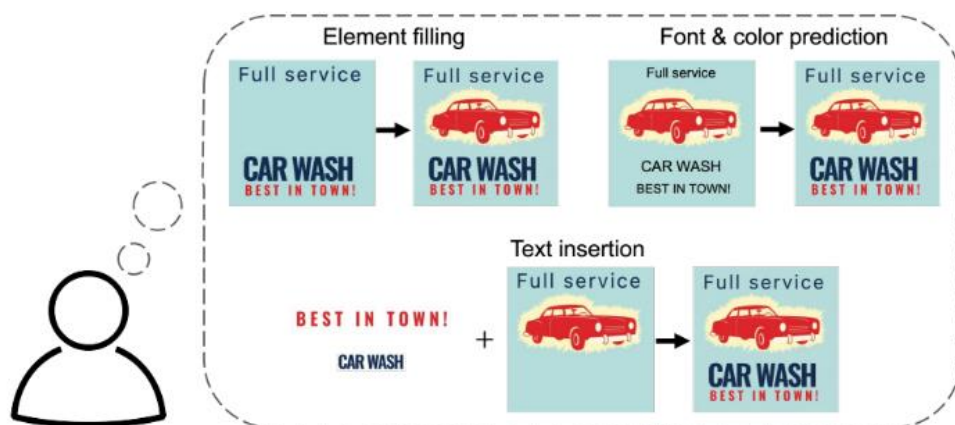 Element filling
Full service
CAR WASH
BEST IN TOWN!
Full service
CAR WASH
BEST IN TOWN!
Font & color prediction
Full service
CAR WASH
BEST IN TOWN!
Full service
CAR WASH
BEST IN TOWN!
Text insertion
BEST IN TOWN!
CAR WASH
+
Full service
Full service
CAR WASH
BEST IN TOWN!